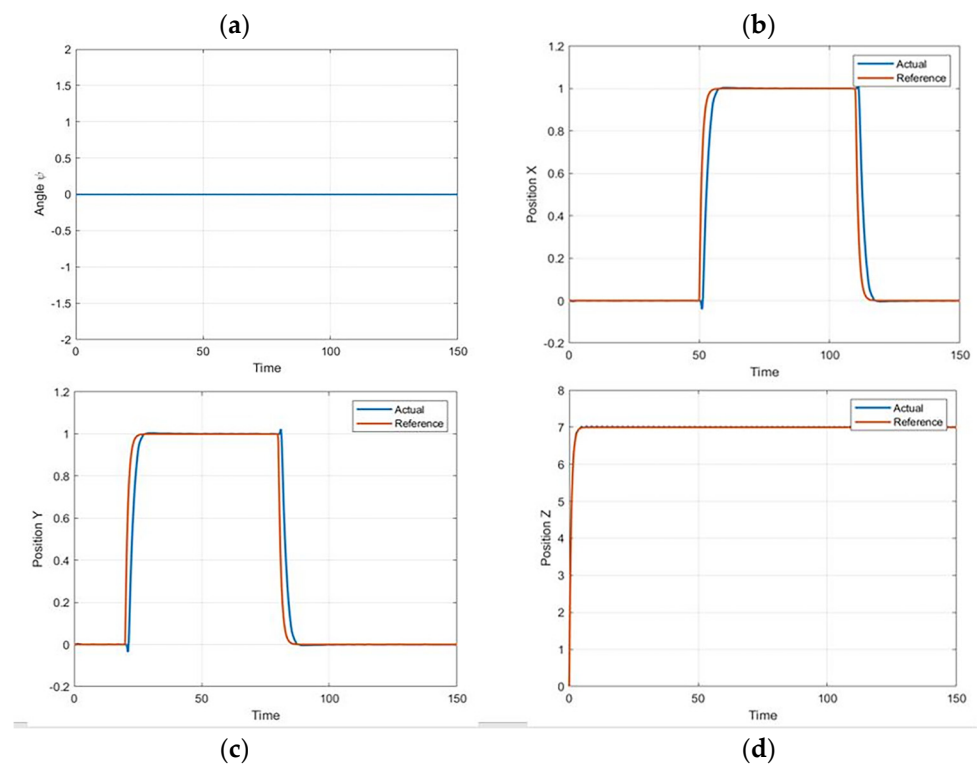 (a)
(b)
2
1.5
1
0.5
0
-0.5
-1
-1.5
-2
Angle ψ
0 50 100 150
Time
1.2
1
0.8
0.6
0.4
0.2
0
-0.2
Position X
Actual
Reference
0 50 100 150
Time
1.2
1
0.8
0.6
0.4
0.2
0
-0.2
Position Y
Actual
Reference
0 50 100 150
Time
8
7
6
5
4
3
2
1
0
Position Z
Actual
Reference
0 50 100 150
Time
(c)
(d)